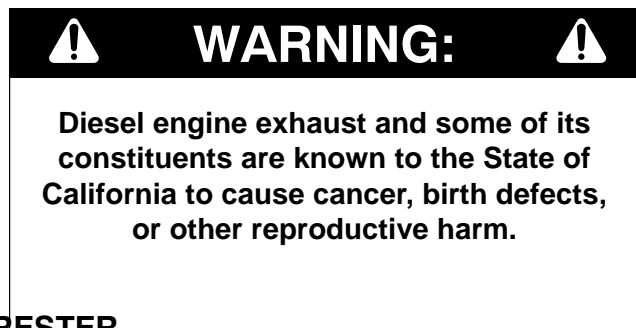 WARNING:
Diesel engine exhaust and some of its
constituents are known to the State of
California to cause cancer, birth defects,
or other reproductive harm.